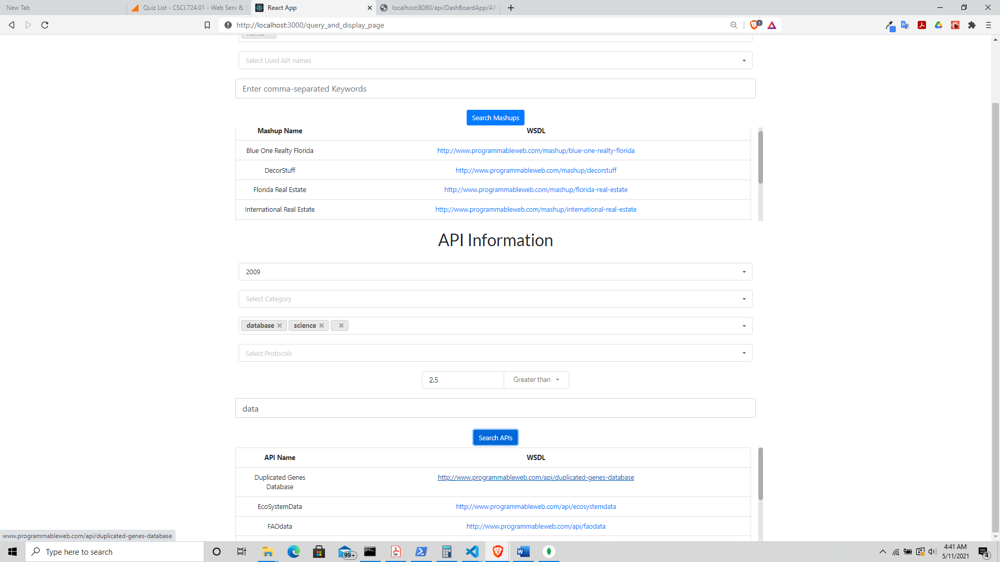 New Tab
Quiz List - CSCI.724.01 - Web Serv & S
React App
localhost:8080/api/DashBoardApp/AP
http://localhost:3000/query_and_display_page
1
Select Used API names
Enter comma-separated Keywords
Search Mashups
Mashup Name WSDL
Blue One Realty Florida http://www.programmableweb.com/mashup/blue-one-realty-florida
DecorStuff http://www.programmableweb.com/mashup/decorstuff
Florida Real Estate http://www.programmableweb.com/mashup/florida-real-estate
International Real Estate http://www.programmableweb.com/mashup/international-real-estate
API Information
2009
Select Category
database science
Select Protocols
2.5 Greater than
data
Search APIs
API Name WSDL
Duplicated Genes
Database
http://www.programmableweb.com/api/duplicated-genes-database
EcoSystemData http://www.programmableweb.com/api/ecosystemdata
FAOdata http://www.programmableweb.com/api/faodata
www.programmableweb.com/api/duplicated-genes-database
Type here to search
99+
4:41 AM
5/11/2021
4